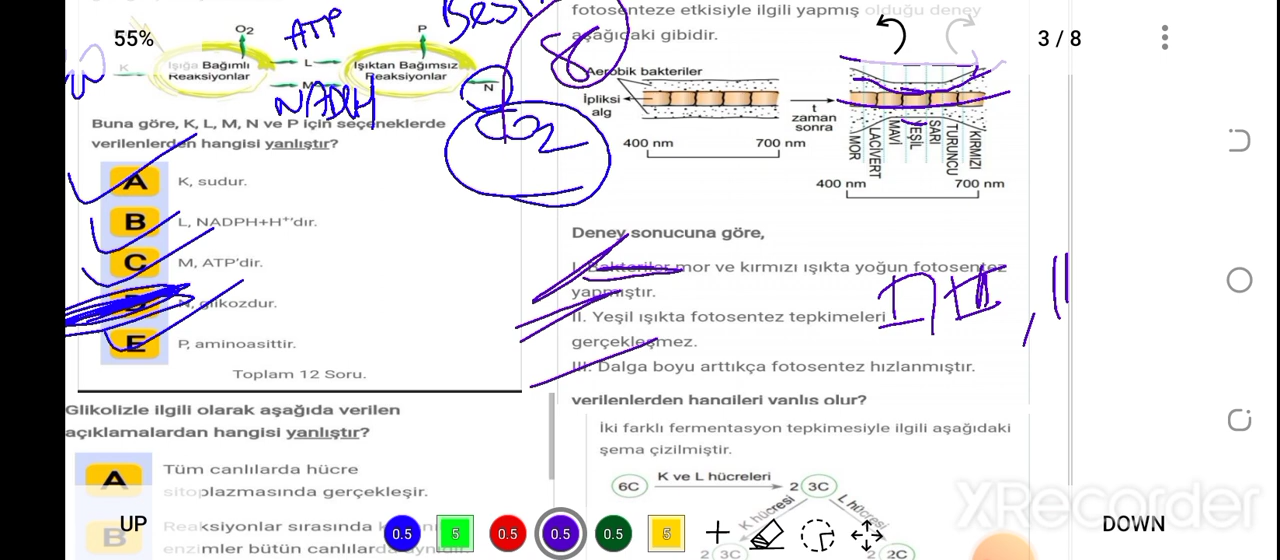 55%
3 / 8
O2
ATP
P
K
Işığa Bağımlı
Reaksiyonlar
L
M
Işıktan Bağımsız
Reaksiyonlar
N
NADPH
CO2
8
Buna göre, K, L, M, N ve P için seçeneklerde
verilenlerden hangisi yanlıştır?
A K, sudur.
B L, NADPH+H+'dır.
C M, ATP'dir.
D N, glikozdur.
E P, aminoasittir.
Toplam 12 Soru.
Glikolizle ilgili olarak aşağıda verilen
açıklamalardan hangisi yanlıştır?
A Tüm canlılarda hücre
sitoplazmasında gerçekleşir.
B Reaksiyonlar sırasında
enzimler bütün canlılarda aynıdır.
fotosenteze etkisiyle ilgili yapmış olduğu deney
aşağıdaki gibidir.
Aerobik bakteriler
İpliksi
alg
400 nm 700 nm
t
zaman
sonra
MOR
LACİVERT
MAVİ
YEŞİL
SARI
TURUNCU
KIRMIZI
400 nm 700 nm
Deney sonucuna göre,
I. Bakteriler mor ve kırmızı ışıkta yoğun fotosentez
yapmıştır.
II. Yeşil ışıkta fotosentez tepkimeleri
gerçekleşmez.
III. Dalga boyu arttıkça fotosentez hızlanmıştır.
verilenlerden hangileri yanlış olur?
İki farklı fermentasyon tepkimesiyle ilgili aşağıdaki
şema çizilmiştir.
6C K ve L hücreleri 2 3C
K hücresi
L hücresi
2 3C
2 2C
UP
0.5 5 0.5 0.5 0.5 5
DOWN
XRecorder